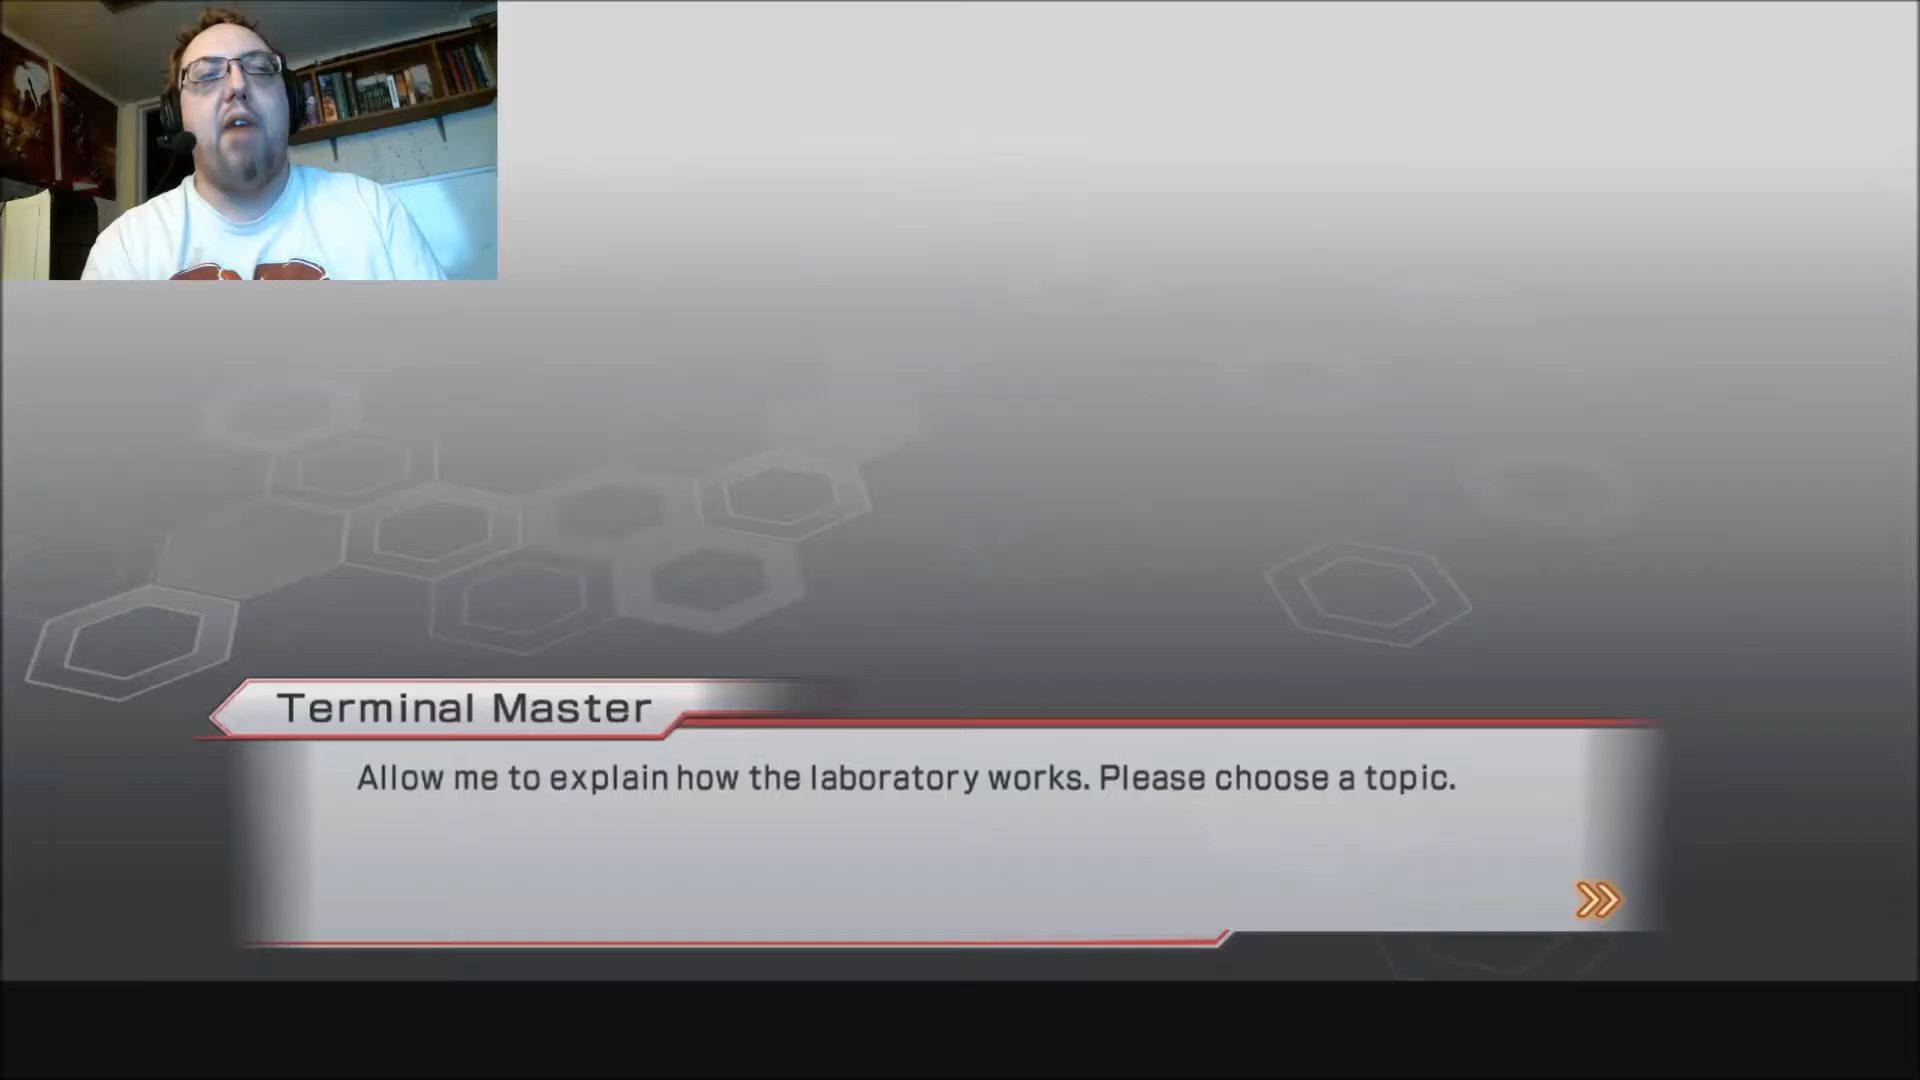 Terminal Master
Allow me to explain how the laboratory works. Please choose a topic.